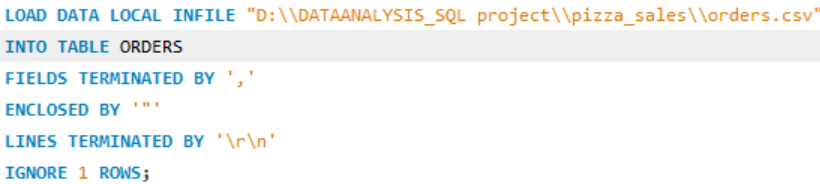 LOAD DATA LOCAL INFILE "D:\\DATAANALYSIS_SQL project\\pizza_sales\\orders.csv"
INTO TABLE ORDERS
FIELDS TERMINATED BY ','
ENCLOSED BY '"'
LINES TERMINATED BY '\r\n'
IGNORE 1 ROWS;